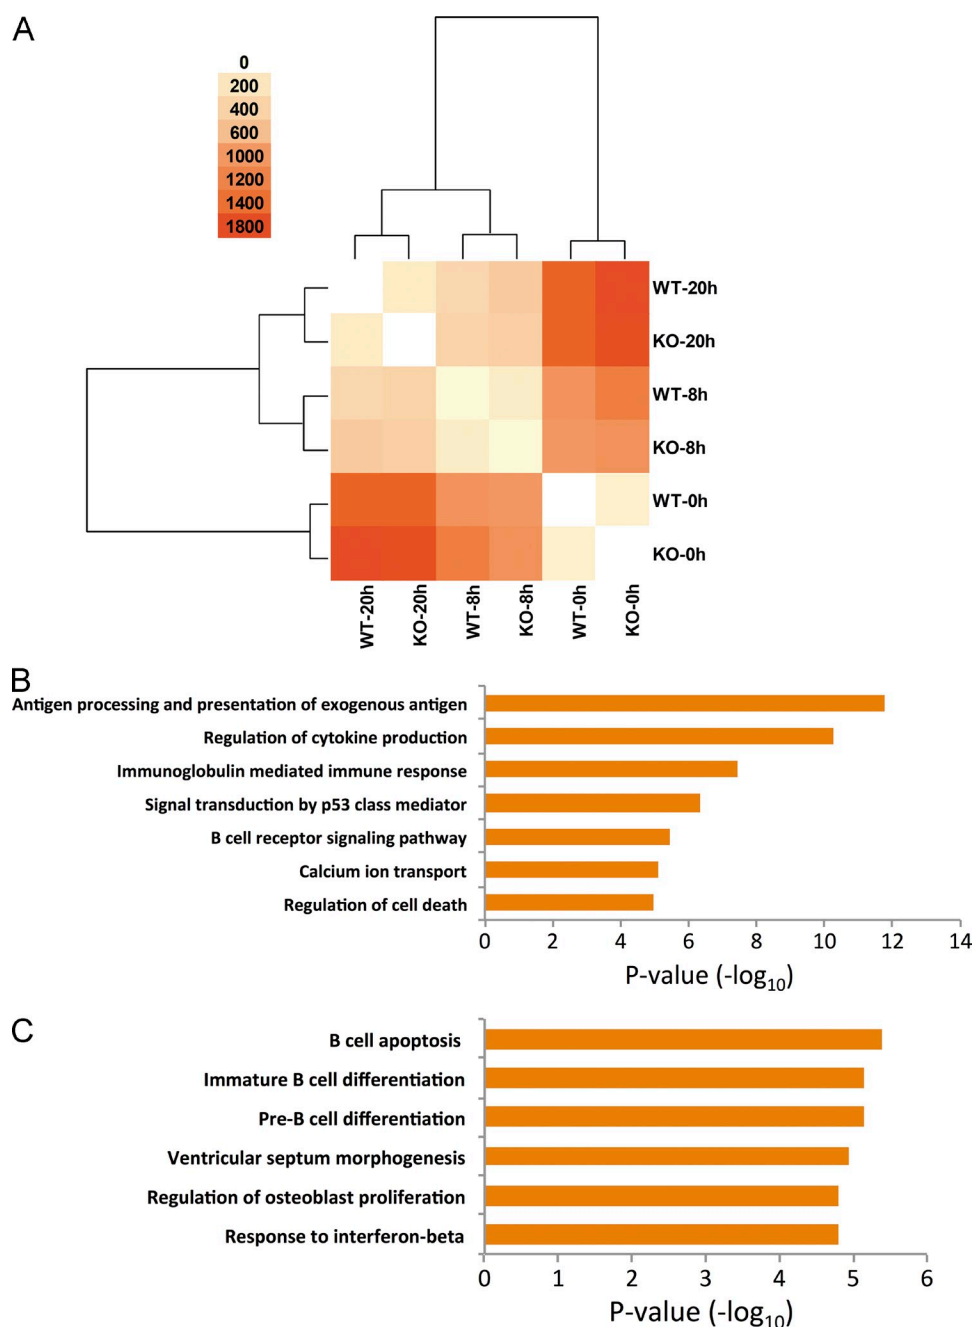 A
0
200
400
600
1000
1200
1400
1800
WT-20h
KO-20h
WT-8h
KO-8h
WT-0h
KO-0h
WT-20h
KO-20h
WT-8h
KO-8h
WT-0h
KO-0h
B
Antigen processing and presentation of exogenous antigen
Regulation of cytokine production
Immunoglobulin mediated immune response
Signal transduction by p53 class mediator
B cell receptor signaling pathway
Calcium ion transport
Regulation of cell death
0 2 4 6 8 10 12 14
P-value (-log₁₀)
C
B cell apoptosis
Immature B cell differentiation
Pre-B cell differentiation
Ventricular septum morphogenesis
Regulation of osteoblast proliferation
Response to interferon-beta
0 1 2 3 4 5 6
P-value (-log₁₀)